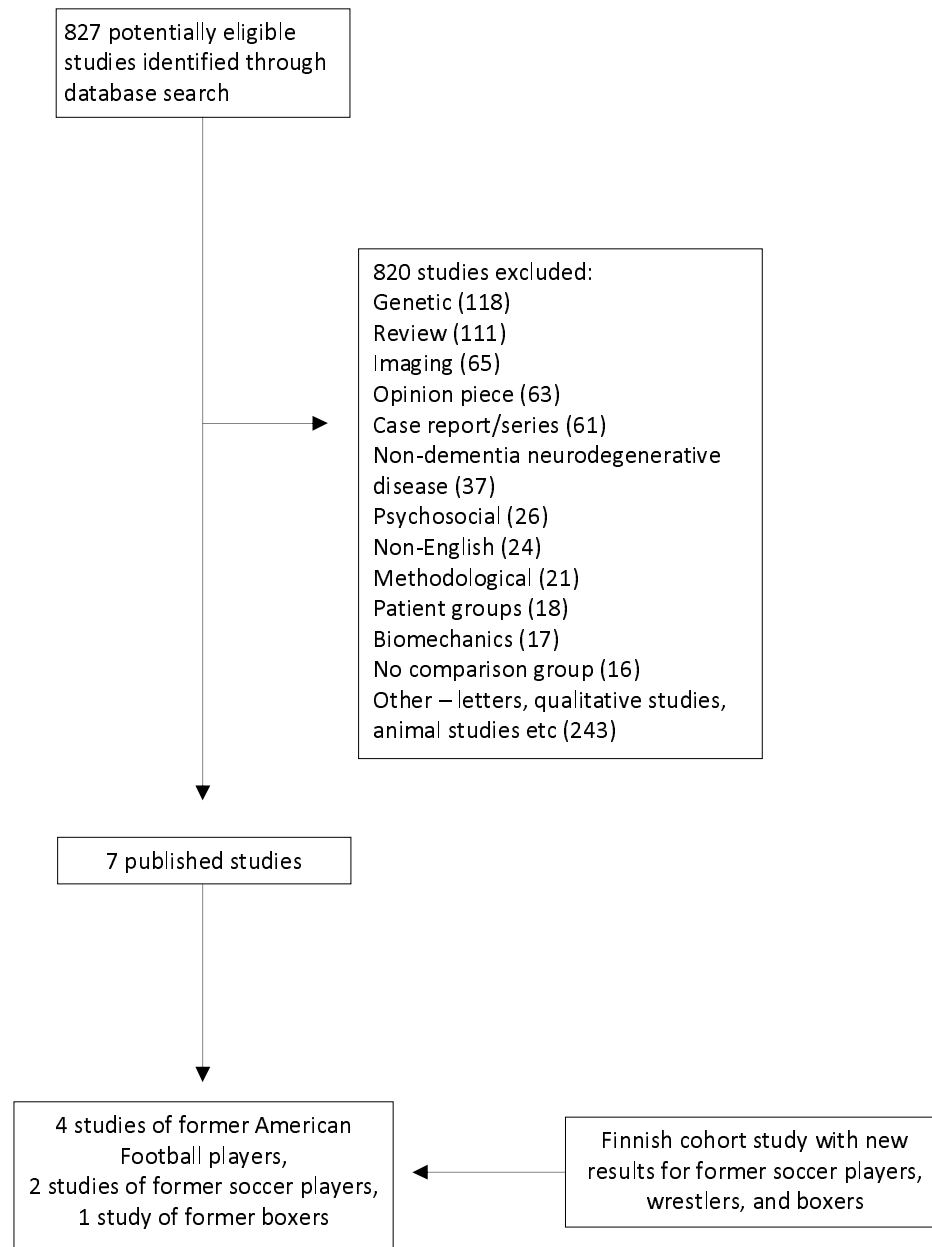 827 potentially eligible
studies identified through
database search
820 studies excluded:
Genetic (118)
Review (111)
Imaging (65)
Opinion piece (63)
Case report/series (61)
Non-dementia neurodegenerative
disease (37)
Psychosocial (26)
Non-English (24)
Methodological (21)
Patient groups (18)
Biomechanics (17)
No comparison group (16)
Other – letters, qualitative studies,
animal studies etc (243)
7 published studies
4 studies of former American
Football players,
2 studies of former soccer players,
1 study of former boxers
Finnish cohort study with new
results for former soccer players,
wrestlers, and boxers